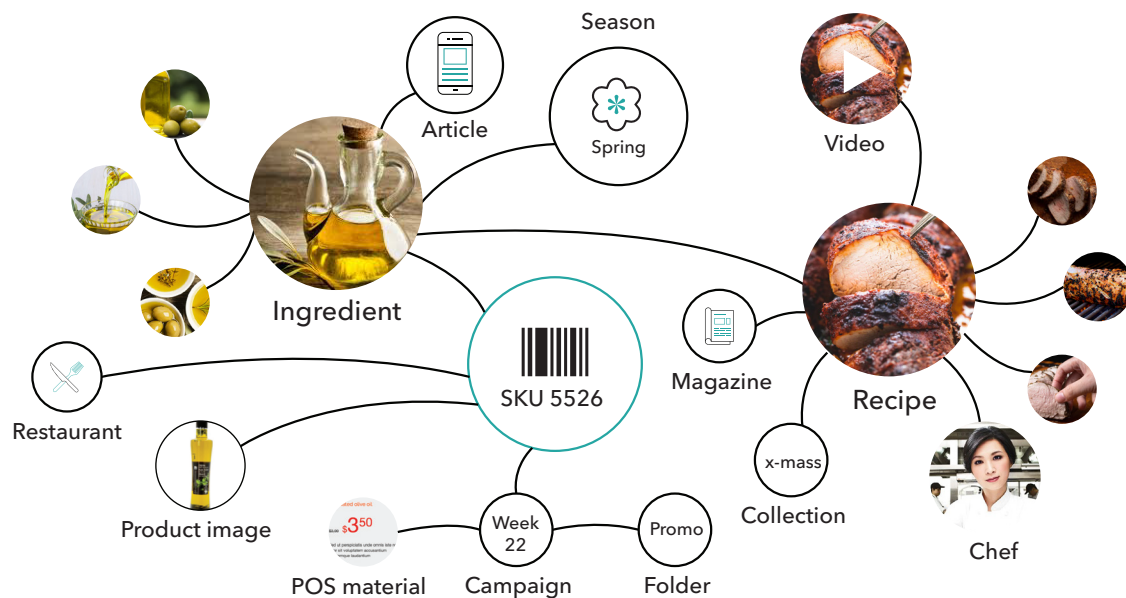 Season
Article
Spring
Video
Ingredient
SKU 5526
Magazine
Recipe
Restaurant
x-mass
Product image
Collection
$3.50
Week
22
Promo
Chef
POS material
Campaign
Folder